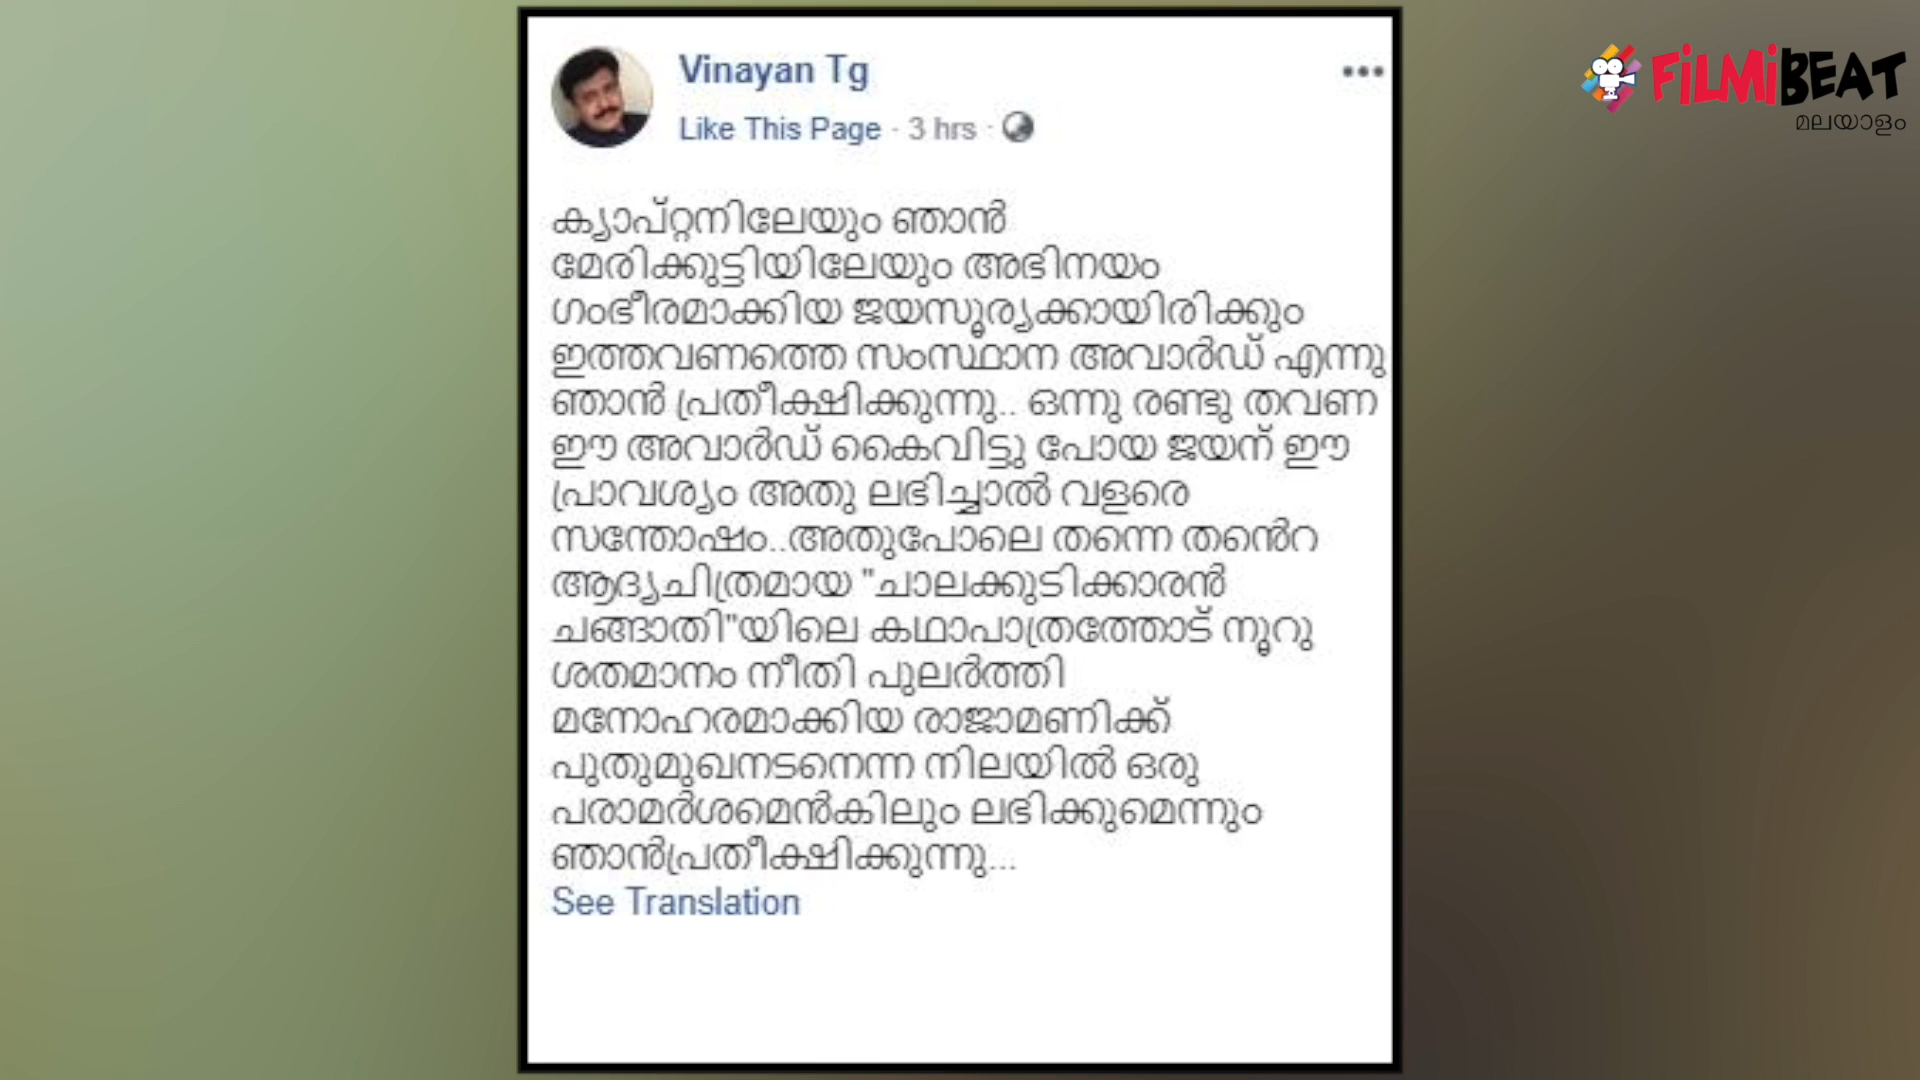 Vinayan Tg
Like This Page · 3 hrs ·
FILMIBEAT
മലയാളം
ക്യാപ്റ്റനിലേയും ഞാൻ
മേരിക്കുട്ടിയിലേയും അഭിനയം
ഗംഭീരമാക്കിയ ജയസൂര്യക്കായിരിക്കും
ഇത്തവണത്തെ സംസ്ഥാന അവാർഡ് എന്നു
ഞാൻ പ്രതീക്ഷിക്കുന്നു.. ഒന്നു രണ്ടു തവണ
ഈ അവാർഡ് കൈവിട്ടു പോയ ജയന് ഈ
പ്രാവശ്യം അതു ലഭിച്ചാൽ വളരെ
സന്തോഷം..അതുപോലെ തന്നെ തൻെറ
ആദ്യചിത്രമായ "ചാലക്കുടിക്കാരൻ
ചങ്ങാതി"യിലെ കഥാപാത്രത്തോട് നൂറു
ശതമാനം നീതി പുലർത്തി
മനോഹരമാക്കിയ രാജാമണിക്ക്
പുതുമുഖനടനെന്ന നിലയിൽ ഒരു
പരാമർശമെൻകിലും ലഭിക്കുമെന്നും
ഞാൻപ്രതീക്ഷിക്കുന്നു...
See Translation